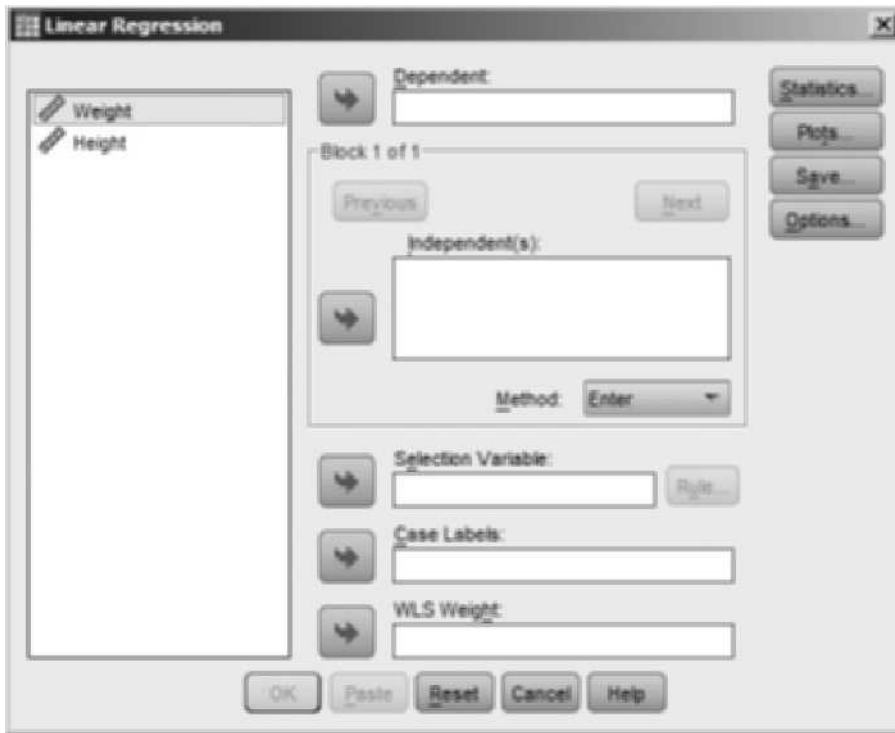 Linear Regression
Weight
Height
Dependent:
Block 1 of 1
Previous
Next
Independent(s):
Method:
Enter
Selection Variable:
Rule...
Case Labels:
WLS Weight:
Statistics...
Plots...
Save...
Options...
OK
Paste
Reset
Cancel
Help